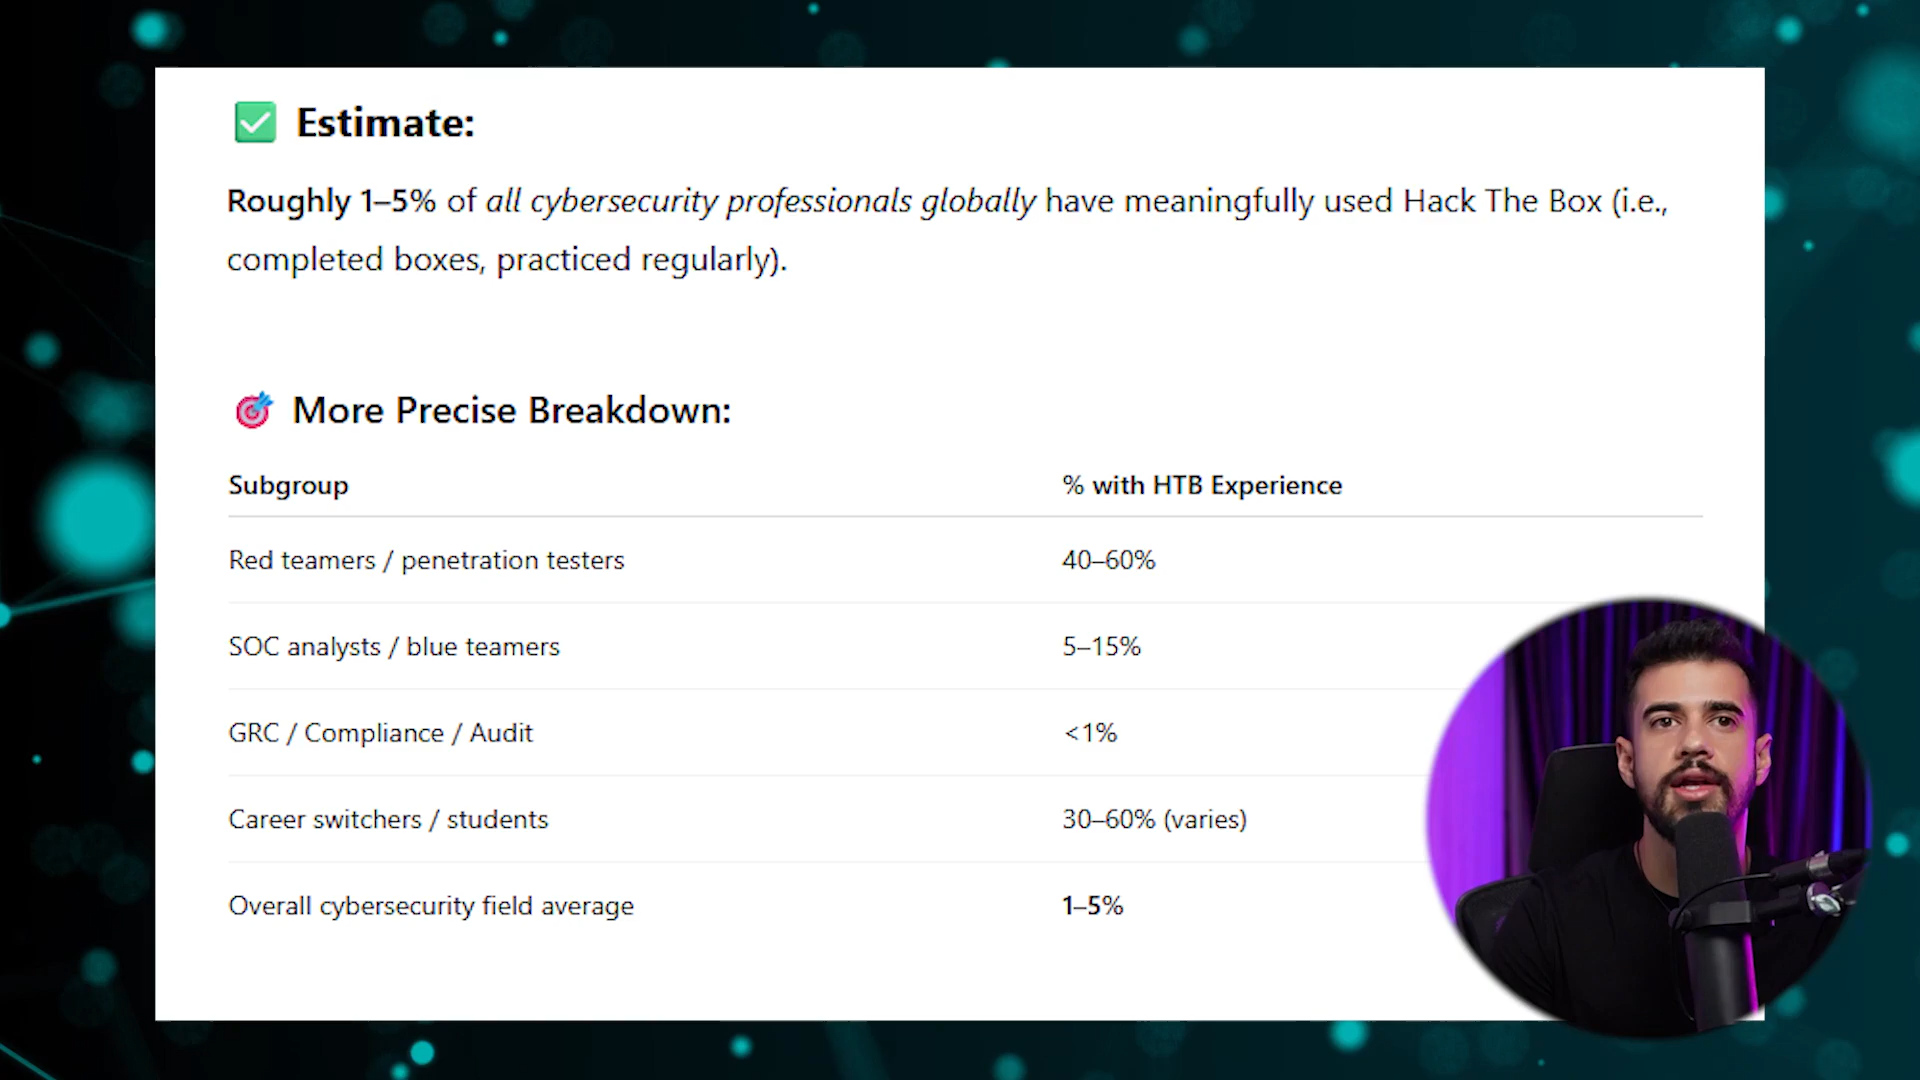 ✅ Estimate:
Roughly 1–5% of all cybersecurity professionals globally have meaningfully used Hack The Box (i.e.,
completed boxes, practiced regularly).
🎯 More Precise Breakdown:
Subgroup % with HTB Experience
Red teamers / penetration testers 40–60%
SOC analysts / blue teamers 5–15%
GRC / Compliance / Audit <1%
Career switchers / students 30–60% (varies)
Overall cybersecurity field average 1–5%